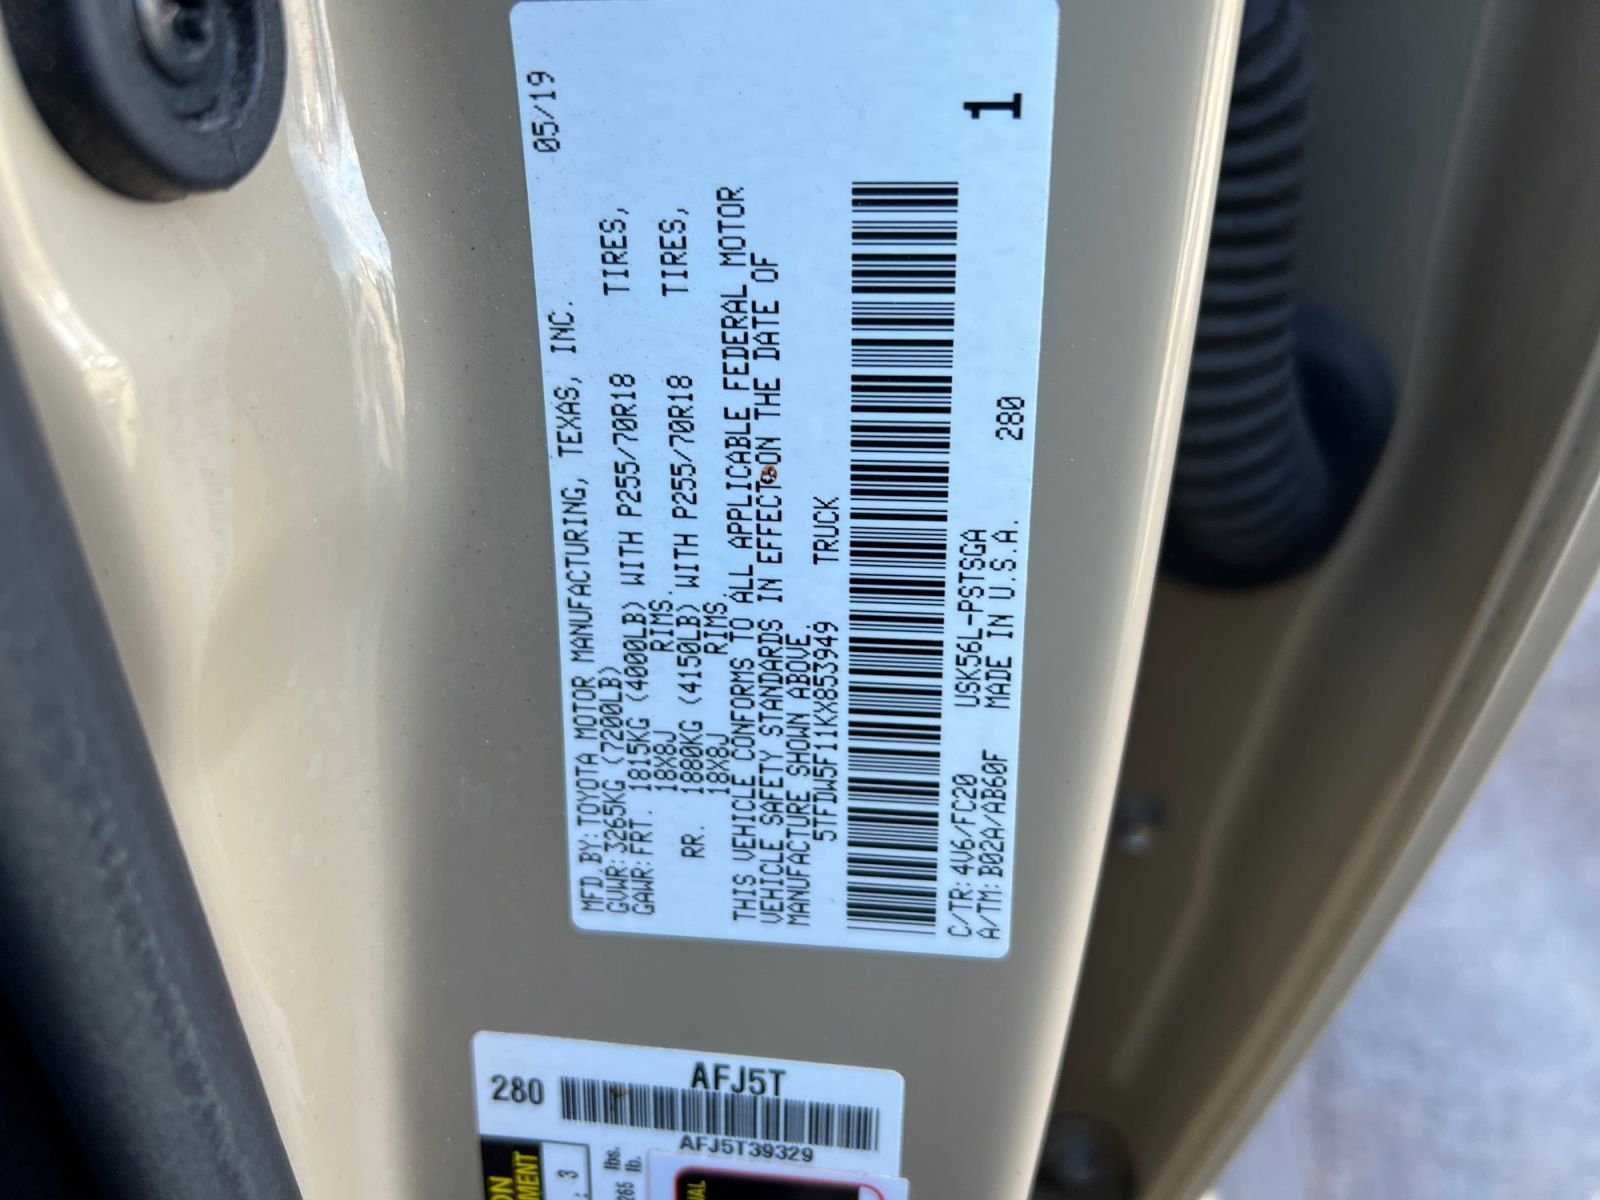 05/19
MFD.BY: TOYOTA MOTOR MANUFACTURING, TEXAS, INC.
GVWR: 3265KG (7200LB)
GAWR: FRT. 1815KG (4000LB) WITH P255/70R18 TIRES,
18X8J RIMS.
RR. 1880KG (4150LB) WITH P255/70R18 TIRES,
18X8J RIMS.
THIS VEHICLE CONFORMS TO ALL APPLICABLE FEDERAL MOTOR
VEHICLE SAFETY STANDARDS IN EFFECT ON THE DATE OF
MANUFACTURE SHOWN ABOVE.
5TFDW5F11KX853949 TRUCK
1
C/TR: 4V6/FC20 USK56L-PSTSGA 280
A/TM: B02A/AB60F MADE IN U.S.A.
AFJ5T
280
AFJ5T39329
3
lbs.
lb.